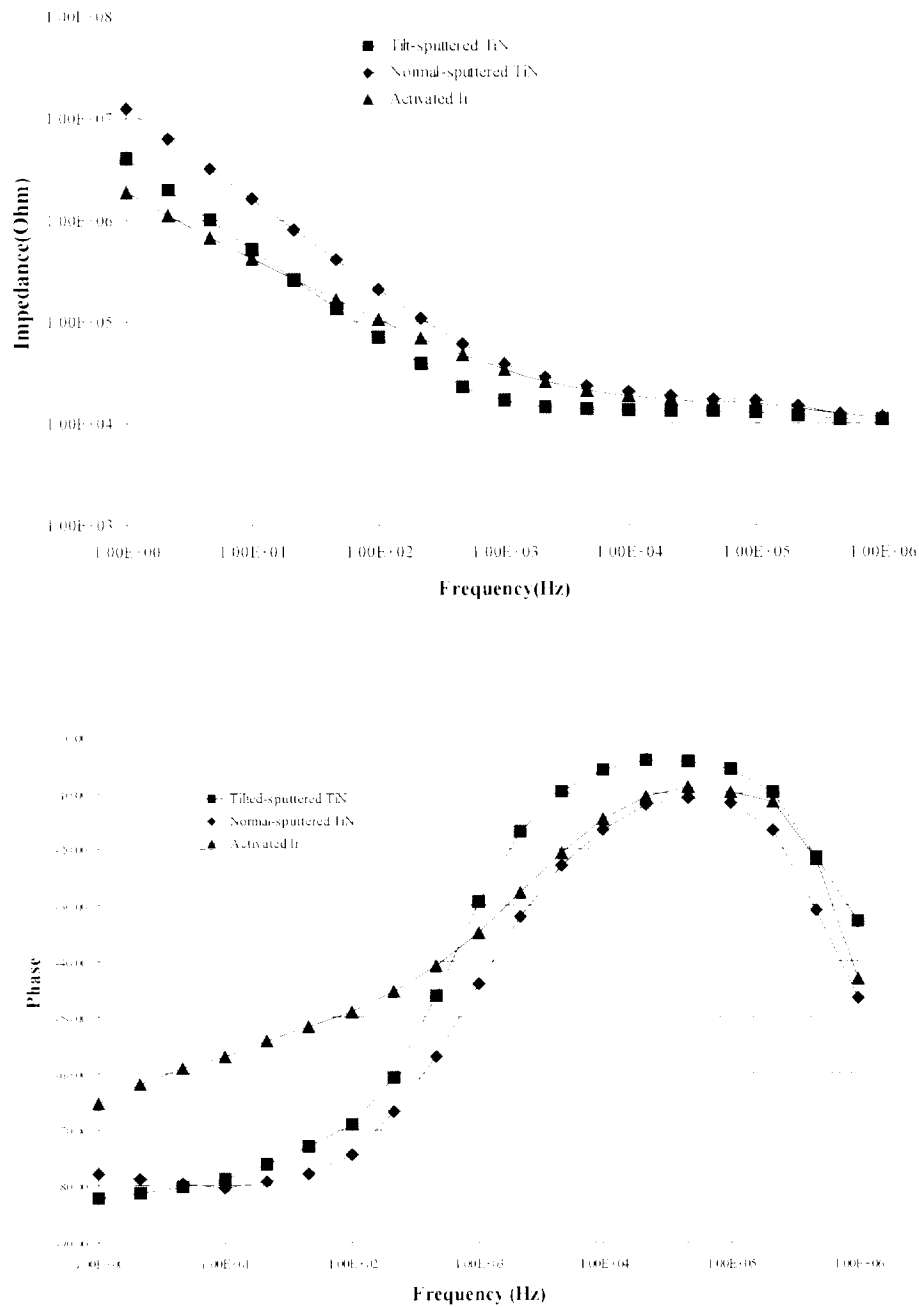 1.00E+08
Tilt-sputtered TiN
Normal-sputtered TiN
Activated Ir
1.00E+07
1.00E+06
1.00E+05
1.00E+04
1.00E+03
Impedance(Ohm)
1.00E+00 1.00E+01 1.00E+02 1.00E+03 1.00E+04 1.00E+05 1.00E+06
Frequency(Hz)
Tilted-sputtered TiN
Normal-sputtered TiN
Activated Ir
Phase
1.00E+01 1.00E+02 1.00E+03 1.00E+04 1.00E+05 1.00E+06
Frequency (Hz)